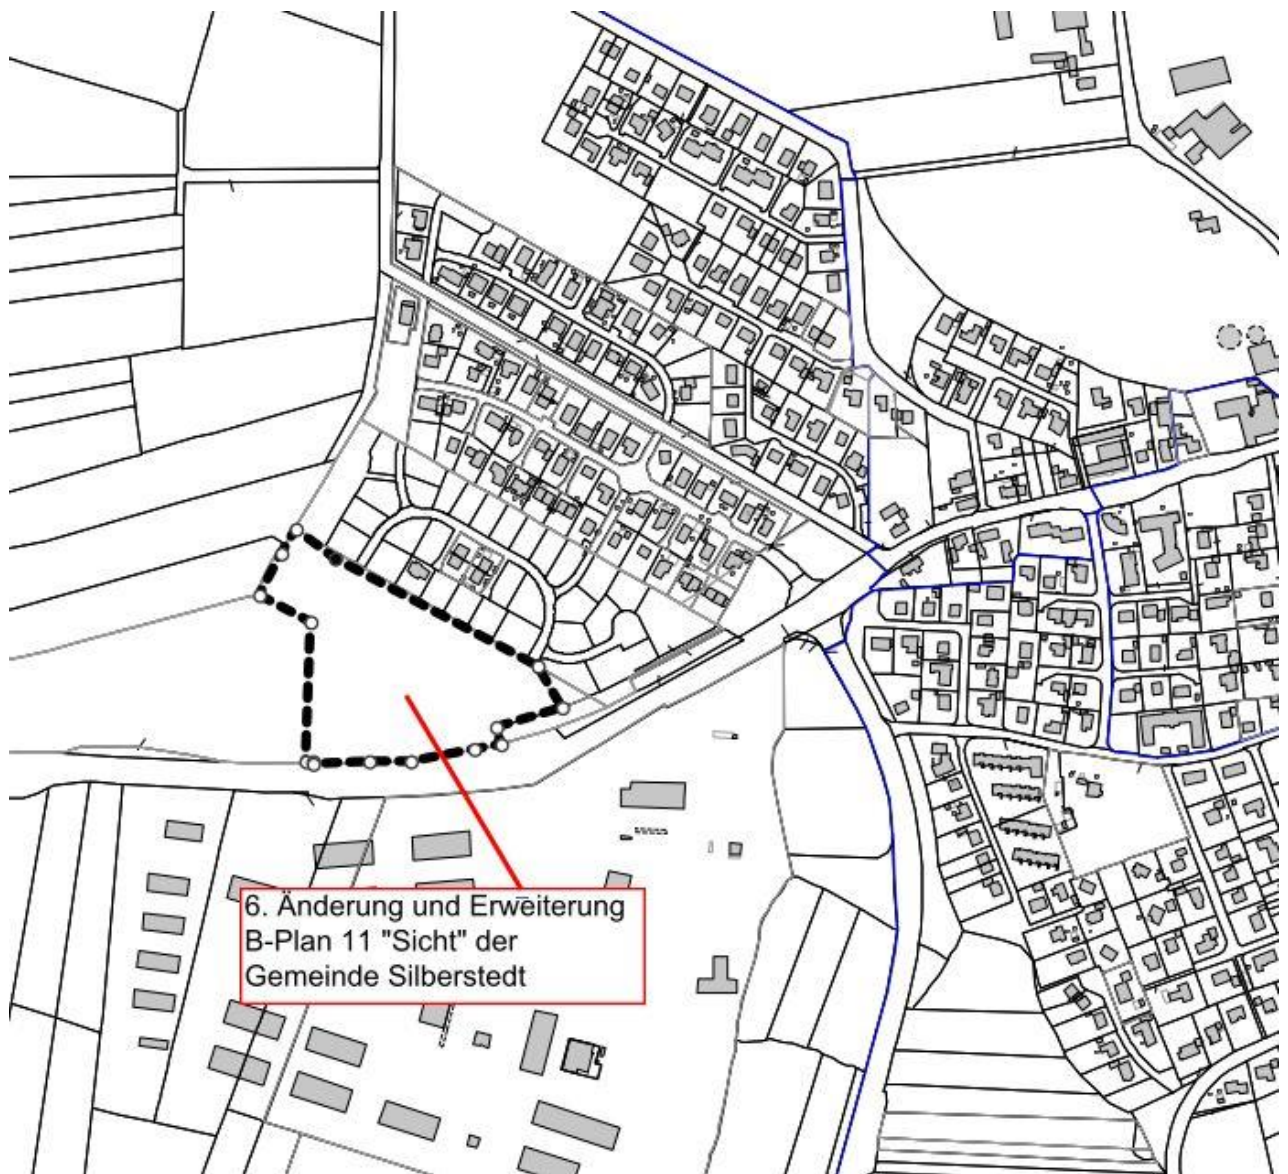 6. Änderung und Erweiterung
B-Plan 11 "Sicht" der
Gemeinde Silberstedt